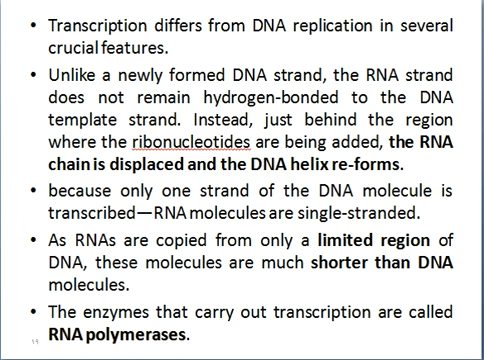 • Transcription differs from DNA replication in several
crucial features.
• Unlike a newly formed DNA strand, the RNA strand
does not remain hydrogen-bonded to the DNA
template strand. Instead, just behind the region
where the ribonucleotides are being added, the RNA
chain is displaced and the DNA helix re-forms.
• because only one strand of the DNA molecule is
transcribed—RNA molecules are single-stranded.
• As RNAs are copied from only a limited region of
DNA, these molecules are much shorter than DNA
molecules.
• The enzymes that carry out transcription are called
RNA polymerases.
١٩